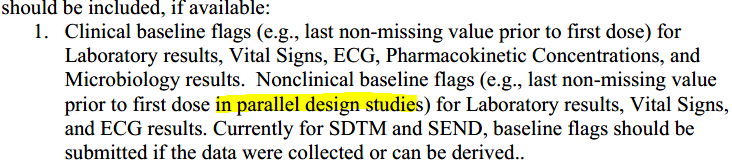 should be included, if available:
1. Clinical baseline flags (e.g., last non-missing value prior to first dose) for
Laboratory results, Vital Signs, ECG, Pharmacokinetic Concentrations, and
Microbiology results. Nonclinical baseline flags (e.g., last non-missing value
prior to first dose in parallel design studies) for Laboratory results, Vital Signs,
and ECG results. Currently for SDTM and SEND, baseline flags should be
submitted if the data were collected or can be derived..